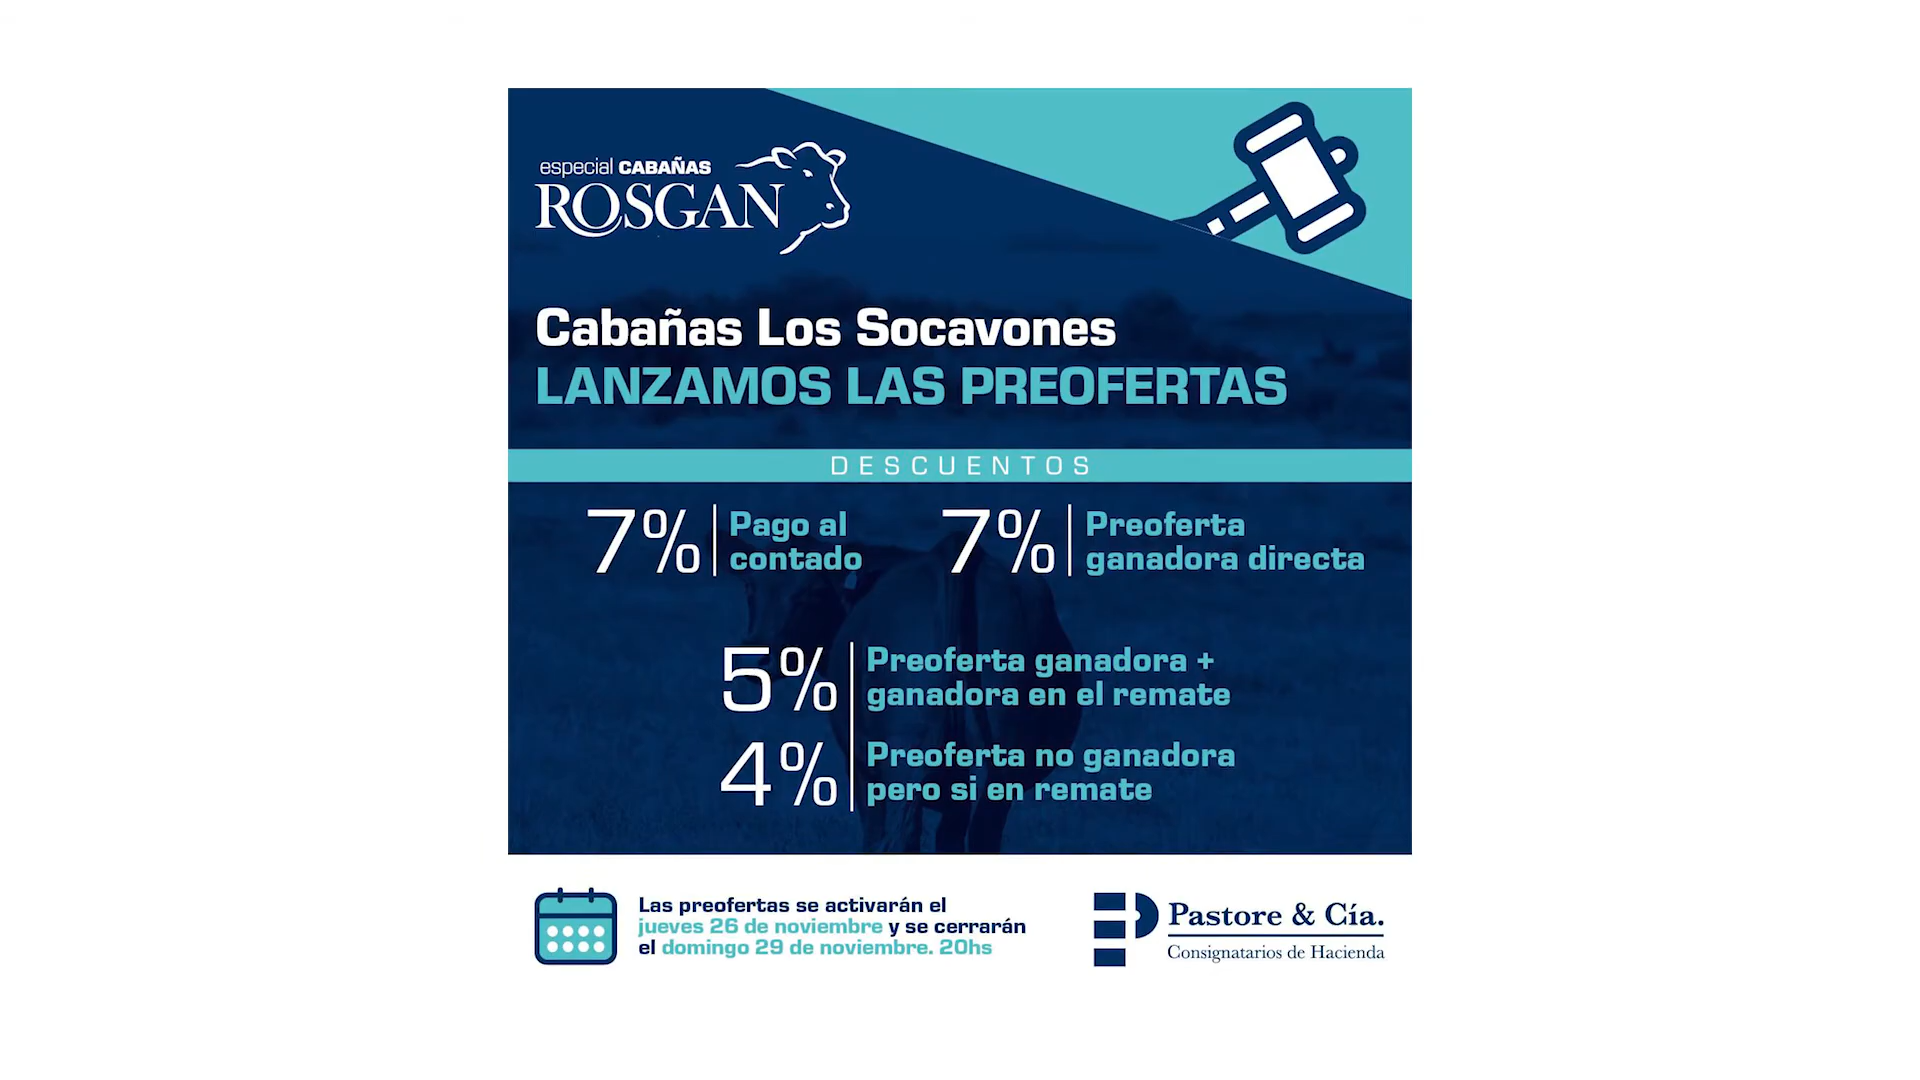 especial CABAÑAS
ROSGAN
Cabañas Los Socavones
LANZAMOS LAS PREOFERTAS
DESCUENTOS
7% Pago al
contado
7% Preoferta
ganadora directa
5% Preoferta ganadora +
ganadora en el remate
4% Preoferta no ganadora
pero si en remate
Las preofertas se activarán el
jueves 26 de noviembre y se cerrarán
el domingo 29 de noviembre. 20hs
Pastore & Cía.
Consignatarios de Hacienda